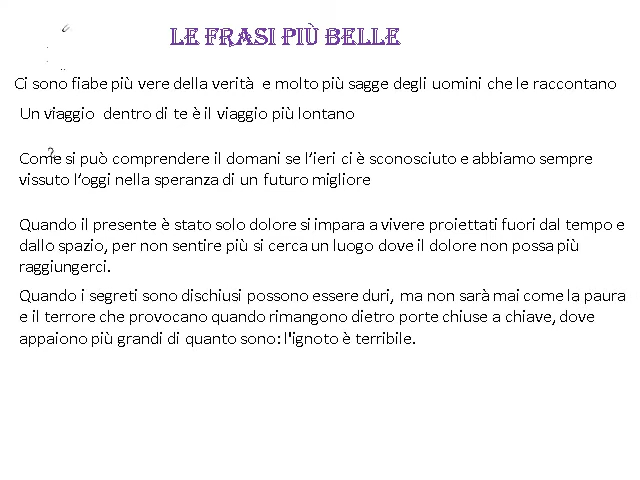 LE FRASI PIÙ BELLE
Ci sono fiabe più vere della verità e molto più sagge degli uomini che le raccontano
Un viaggio dentro di te è il viaggio più lontano
?
Come si può comprendere il domani se l’ieri ci è sconosciuto e abbiamo sempre
vissuto l’oggi nella speranza di un futuro migliore
Quando il presente è stato solo dolore si impara a vivere proiettati fuori dal tempo e
dallo spazio, per non sentire più si cerca un luogo dove il dolore non possa più
raggiungerci.
Quando i segreti sono dischiusi possono essere duri, ma non sarà mai come la paura
e il terrore che provocano quando rimangono dietro porte chiuse a chiave, dove
appaiono più grandi di quanto sono: l'ignoto è terribile.